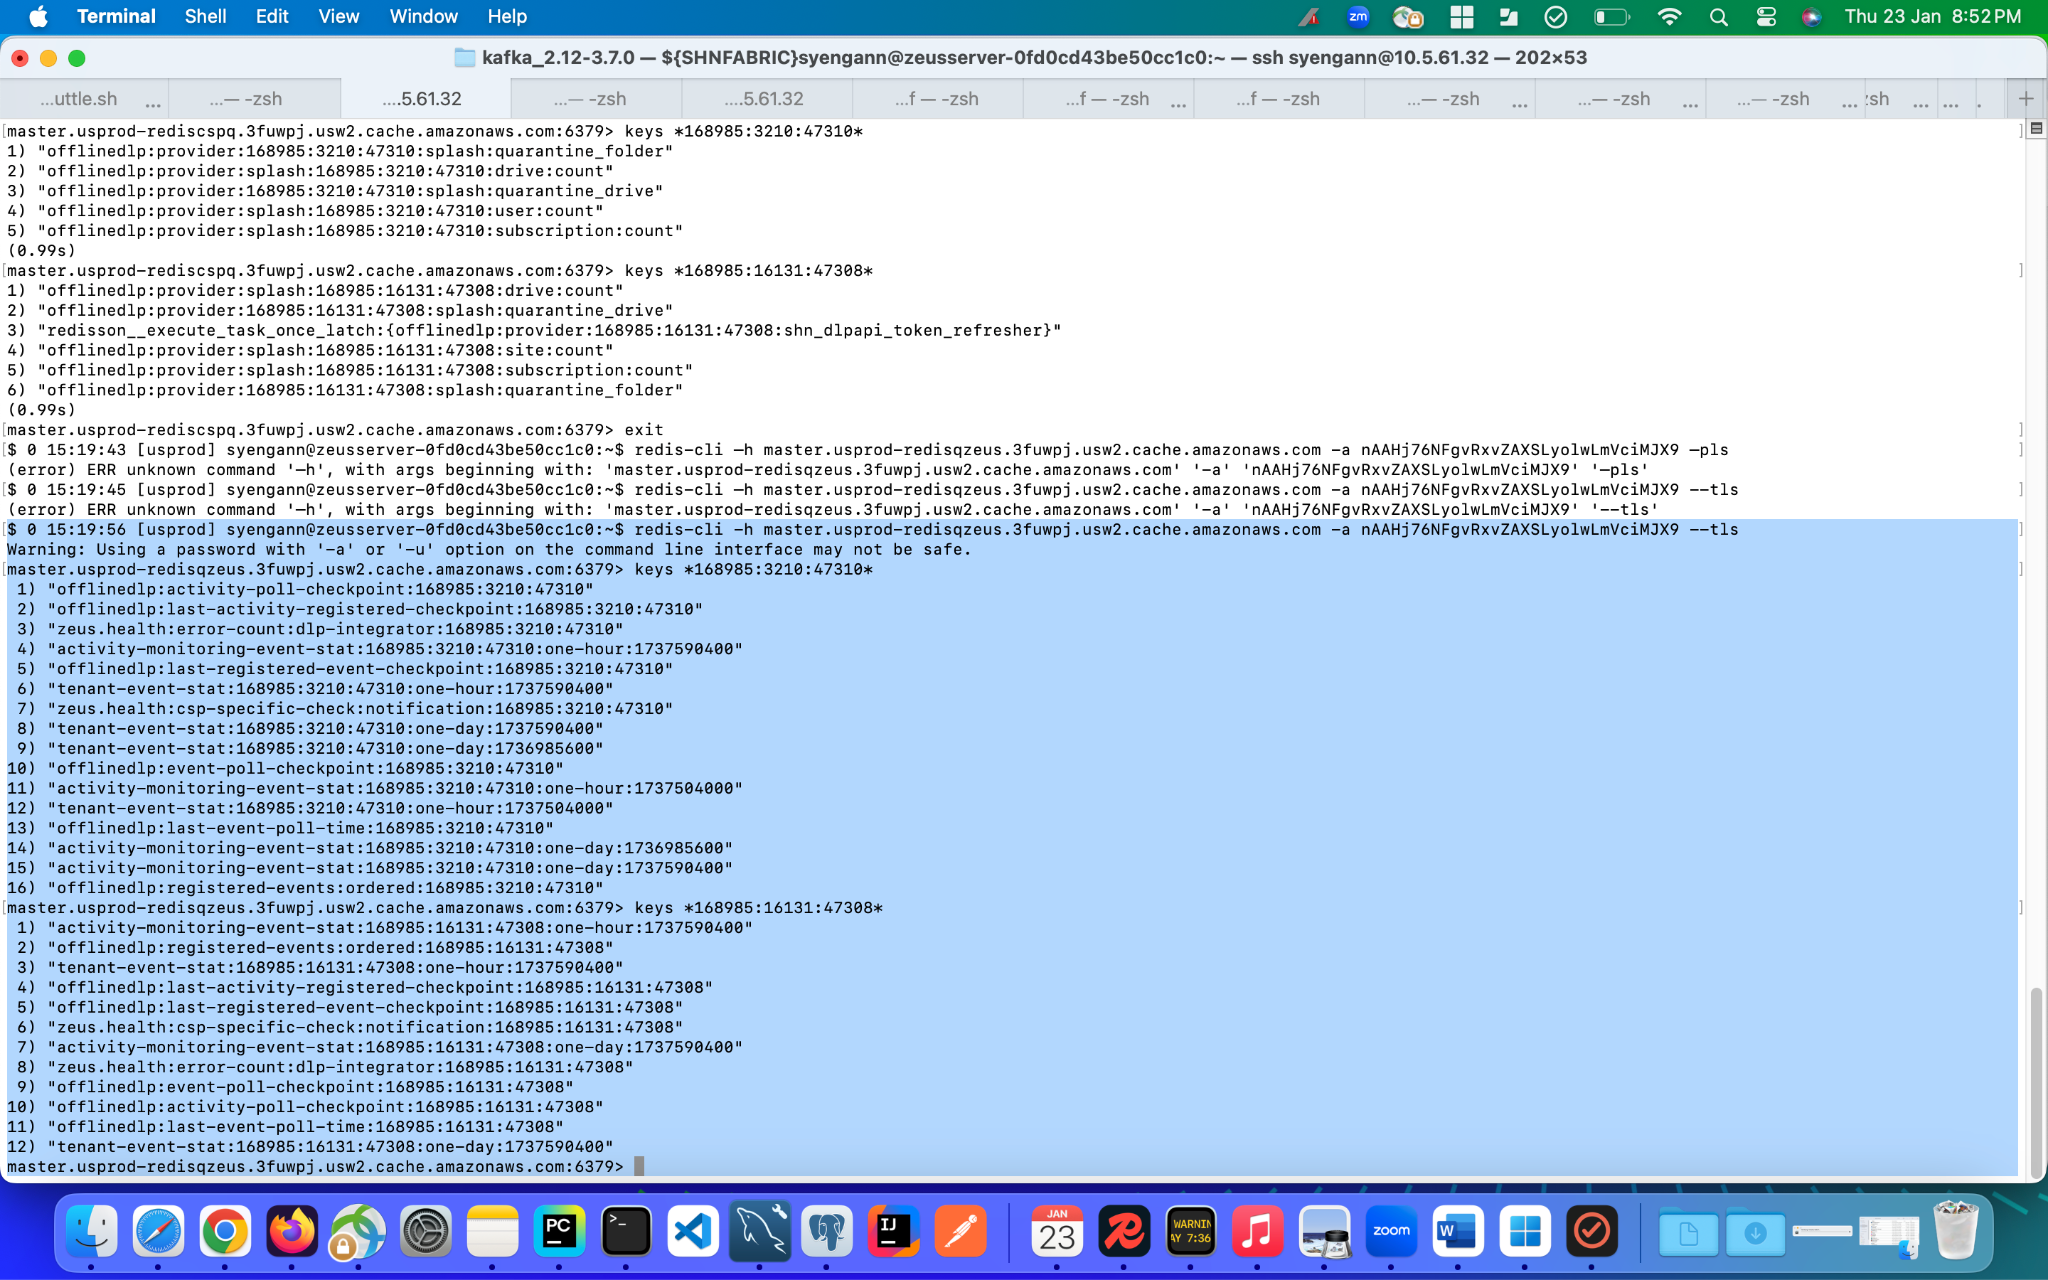 Terminal Shell Edit View Window Help zm Thu 23 Jan 8:52 PM
kafka_2.12-3.7.0 — ${SHNFABRIC}syengann@zeusserver-0fd0cd43be50cc1c0:~ — ssh syengann@10.5.61.32 — 202×53
...uttle.sh ... ...— -zsh ....5.61.32 ...— -zsh ....5.61.32 ...f — -zsh ...f — -zsh ... ...f — -zsh ...— -zsh ... ...— -zsh ... ...— -zsh ... zsh ... ... . +
[master.usprod-rediscspq.3fuwpj.usw2.cache.amazonaws.com:6379> keys *168985:3210:47310* ]
1) "offlinedlp:provider:168985:3210:47310:splash:quarantine_folder"
2) "offlinedlp:provider:splash:168985:3210:47310:drive:count"
3) "offlinedlp:provider:168985:3210:47310:splash:quarantine_drive"
4) "offlinedlp:provider:splash:168985:3210:47310:user:count"
5) "offlinedlp:provider:splash:168985:3210:47310:subscription:count"
(0.99s)
[master.usprod-rediscspq.3fuwpj.usw2.cache.amazonaws.com:6379> keys *168985:16131:47308* ]
1) "offlinedlp:provider:splash:168985:16131:47308:drive:count"
2) "offlinedlp:provider:168985:16131:47308:splash:quarantine_drive"
3) "redisson__execute_task_once_latch:{offlinedlp:provider:168985:16131:47308:shn_dlpapi_token_refresher}"
4) "offlinedlp:provider:splash:168985:16131:47308:site:count"
5) "offlinedlp:provider:splash:168985:16131:47308:subscription:count"
6) "offlinedlp:provider:168985:16131:47308:splash:quarantine_folder"
(0.99s)
[master.usprod-rediscspq.3fuwpj.usw2.cache.amazonaws.com:6379> exit ]
[$ 0 15:19:43 [usprod] syengann@zeusserver-0fd0cd43be50cc1c0:~$ redis-cli —h master.usprod-redisqzeus.3fuwpj.usw2.cache.amazonaws.com -a nAAHj76NFgvRxvZAXSLyolwLmVciMJX9 —pls ]
(error) ERR unknown command '—h', with args beginning with: 'master.usprod-redisqzeus.3fuwpj.usw2.cache.amazonaws.com' '-a' 'nAAHj76NFgvRxvZAXSLyolwLmVciMJX9' '—pls'
[$ 0 15:19:45 [usprod] syengann@zeusserver-0fd0cd43be50cc1c0:~$ redis-cli —h master.usprod-redisqzeus.3fuwpj.usw2.cache.amazonaws.com -a nAAHj76NFgvRxvZAXSLyolwLmVciMJX9 --tls ]
(error) ERR unknown command '—h', with args beginning with: 'master.usprod-redisqzeus.3fuwpj.usw2.cache.amazonaws.com' '-a' 'nAAHj76NFgvRxvZAXSLyolwLmVciMJX9' '--tls'
[$ 0 15:19:56 [usprod] syengann@zeusserver-0fd0cd43be50cc1c0:~$ redis-cli -h master.usprod-redisqzeus.3fuwpj.usw2.cache.amazonaws.com -a nAAHj76NFgvRxvZAXSLyolwLmVciMJX9 --tls ]
Warning: Using a password with '-a' or '-u' option on the command line interface may not be safe.
[master.usprod-redisqzeus.3fuwpj.usw2.cache.amazonaws.com:6379> keys *168985:3210:47310* ]
1) "offlinedlp:activity-poll-checkpoint:168985:3210:47310"
2) "offlinedlp:last-activity-registered-checkpoint:168985:3210:47310"
3) "zeus.health:error-count:dlp-integrator:168985:3210:47310"
4) "activity-monitoring-event-stat:168985:3210:47310:one-hour:1737590400"
5) "offlinedlp:last-registered-event-checkpoint:168985:3210:47310"
6) "tenant-event-stat:168985:3210:47310:one-hour:1737590400"
7) "zeus.health:csp-specific-check:notification:168985:3210:47310"
8) "tenant-event-stat:168985:3210:47310:one-day:1737590400"
9) "tenant-event-stat:168985:3210:47310:one-day:1736985600"
10) "offlinedlp:event-poll-checkpoint:168985:3210:47310"
11) "activity-monitoring-event-stat:168985:3210:47310:one-hour:1737504000"
12) "tenant-event-stat:168985:3210:47310:one-hour:1737504000"
13) "offlinedlp:last-event-poll-time:168985:3210:47310"
14) "activity-monitoring-event-stat:168985:3210:47310:one-day:1736985600"
15) "activity-monitoring-event-stat:168985:3210:47310:one-day:1737590400"
16) "offlinedlp:registered-events:ordered:168985:3210:47310"
[master.usprod-redisqzeus.3fuwpj.usw2.cache.amazonaws.com:6379> keys *168985:16131:47308* ]
1) "activity-monitoring-event-stat:168985:16131:47308:one-hour:1737590400"
2) "offlinedlp:registered-events:ordered:168985:16131:47308"
3) "tenant-event-stat:168985:16131:47308:one-hour:1737590400"
4) "offlinedlp:last-activity-registered-checkpoint:168985:16131:47308"
5) "offlinedlp:last-registered-event-checkpoint:168985:16131:47308"
6) "zeus.health:csp-specific-check:notification:168985:16131:47308"
7) "activity-monitoring-event-stat:168985:16131:47308:one-day:1737590400"
8) "zeus.health:error-count:dlp-integrator:168985:16131:47308"
9) "offlinedlp:event-poll-checkpoint:168985:16131:47308"
10) "offlinedlp:activity-poll-checkpoint:168985:16131:47308"
11) "offlinedlp:last-event-poll-time:168985:16131:47308"
12) "tenant-event-stat:168985:16131:47308:one-day:1737590400"
master.usprod-redisqzeus.3fuwpj.usw2.cache.amazonaws.com:6379>
PC >_ IJ JAN 23 WARNIN AY 7:36 zoom W